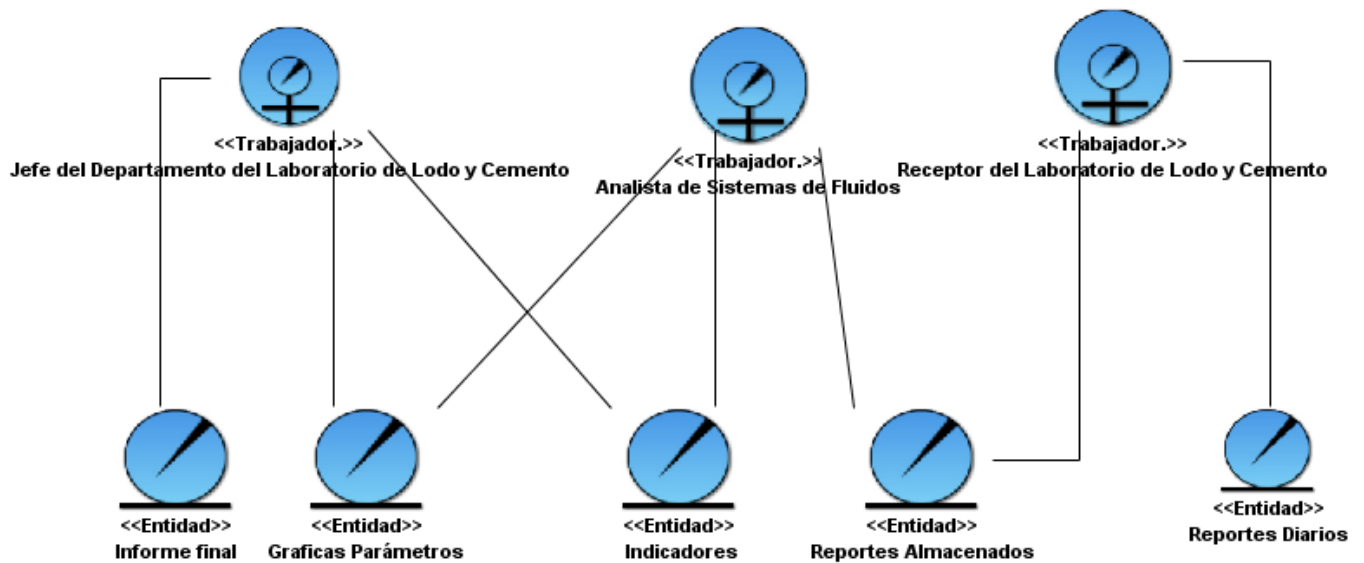 <<Trabajador.>>
Jefe del Departamento del Laboratorio de Lodo y Cemento
<<Trabajador.>>
Analista de Sistemas de Fluidos
<<Trabajador.>>
Receptor del Laboratorio de Lodo y Cemento
<<Entidad>>
Informe final
<<Entidad>>
Graficas Parámetros
<<Entidad>>
Indicadores
<<Entidad>>
Reportes Almacenados
<<Entidad>>
Reportes Diarios